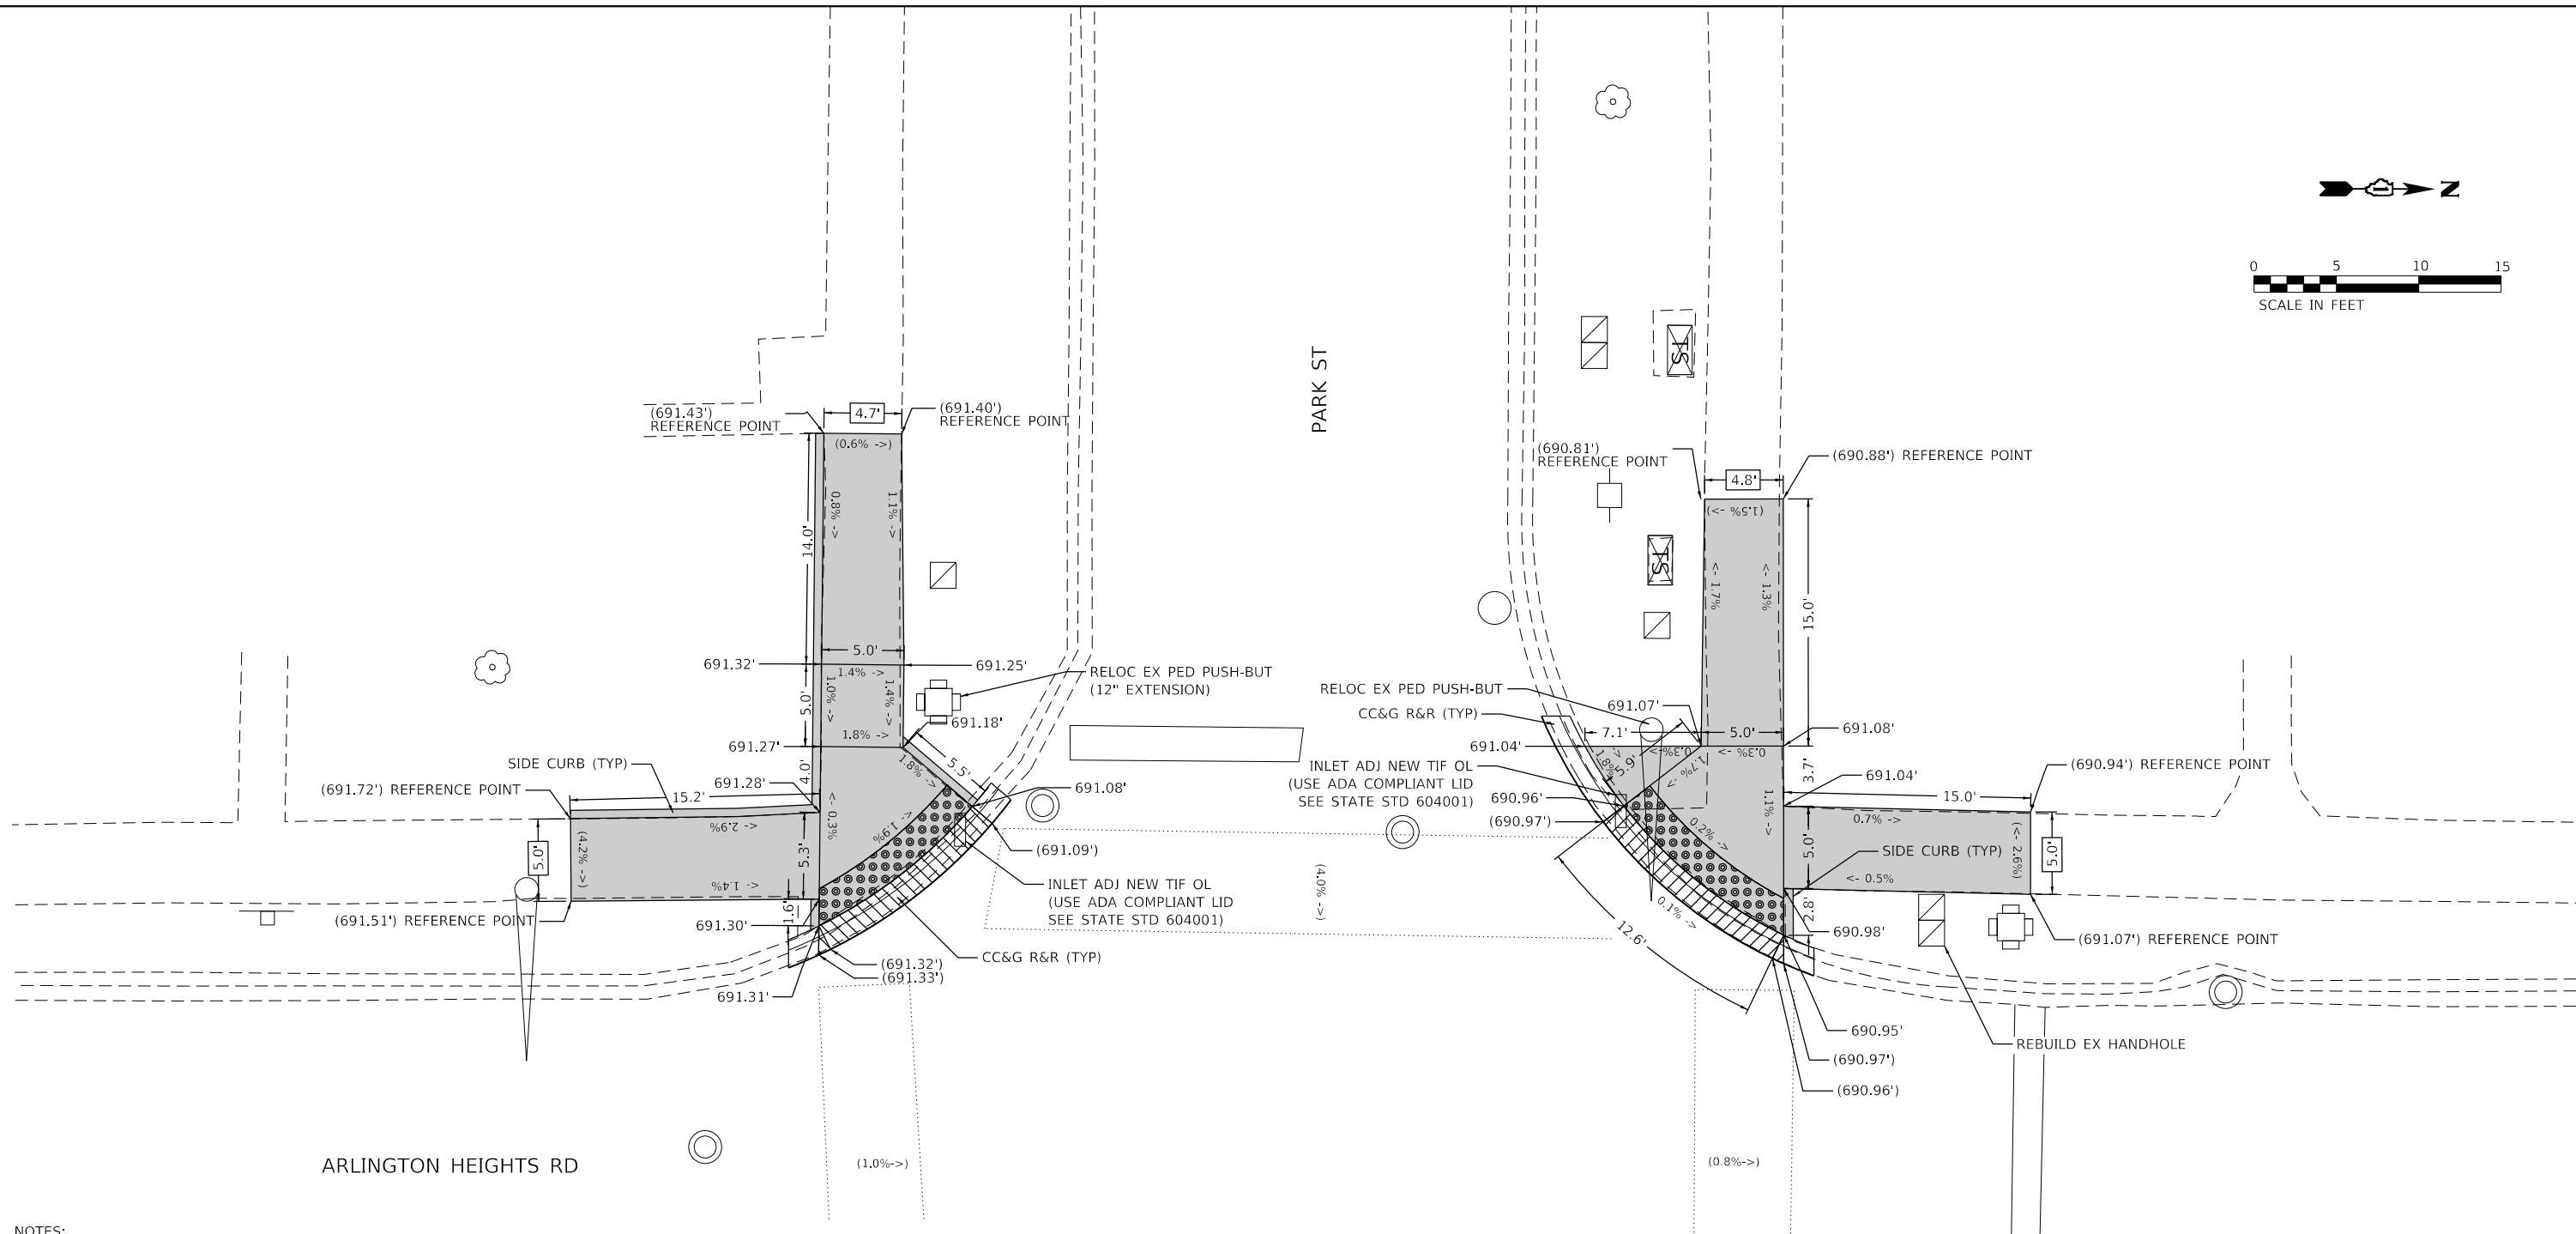 N
0 5 10 15
SCALE IN FEET
PARK ST
(691.43')
REFERENCE POINT
4.7'
(691.40')
REFERENCE POINT
(0.6% ->)
0.8% ->
1.1% ->
14.0'
5.0'
691.32'
691.25'
1.4% ->
1.0% ->
1.4% ->
5.0'
RELOC EX PED PUSH-BUT
(12" EXTENSION)
691.18'
691.27'
1.8% ->
SIDE CURB (TYP)
691.28'
4.0'
1.8% ->
5.5'
691.08'
(691.72') REFERENCE POINT
15.2'
<- 2.9%
<- 0.3%
<- 1.9%
(4.2% ->)
5.0'
5.3'
(691.09')
<- 1.4%
1.6'
INLET ADJ NEW TIF OL
(USE ADA COMPLIANT LID
SEE STATE STD 604001)
(691.51') REFERENCE POINT
691.30'
CC&G R&R (TYP)
(691.32')
(691.33')
691.31'
ARLINGTON HEIGHTS RD
(1.0%->)
(4.0% ->)
ST
ST
(690.81')
REFERENCE POINT
(690.88') REFERENCE POINT
4.8'
(1.5% ->)
<- 1.7%
<- 1.3%
15.0'
RELOC EX PED PUSH-BUT
691.07'
CC&G R&R (TYP)
7.1'
5.0'
691.08'
691.04'
0.3%->
0.3% ->
1.8% ->
5.9'
1.7% ->
3.7'
INLET ADJ NEW TIF OL
(USE ADA COMPLIANT LID
SEE STATE STD 604001)
691.04'
(690.94') REFERENCE POINT
690.96'
(690.97')
15.0'
1.1% ->
0.7% ->
0.2% ->
5.0'
SIDE CURB (TYP)
(<- 2.6%)
5.0'
<- 0.5%
0.1% ->
2.8'
12.6'
690.98'
(691.07') REFERENCE POINT
690.95'
REBUILD EX HANDHOLE
(690.97')
(690.96')
(0.8%->)
NOTES: